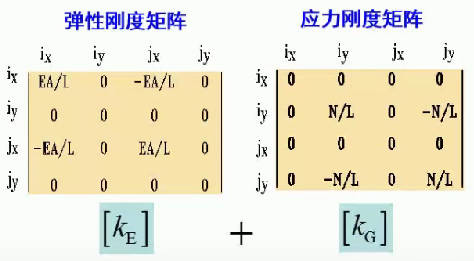 弹性刚度矩阵 应力刚度矩阵
ix iy jx jy ix iy jx jy
ix EA/L 0 -EA/L 0 ix 0 0 0 0
iy 0 0 0 0 iy 0 N/L 0 -N/L
jx -EA/L 0 EA/L 0 jx 0 0 0 0
jy 0 0 0 0 jy 0 -N/L 0 N/L
[kE] + [kG]